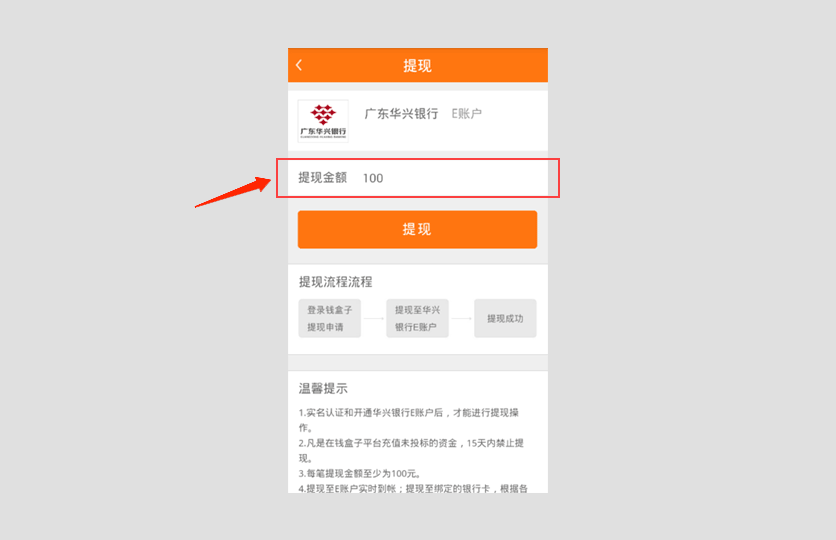 提现
广东华兴银行 E账户
广东华兴银行
提现金额 100
提现
提现流程流程
登录钱盒子
提现申请
提现至华兴
银行E账户
提现成功
温馨提示
1.实名认证和开通华兴银行E账户后，才能进行提现操
作。
2.凡是在钱盒子平台充值未投标的资金，15天内禁止提
现。
3.每笔提现金额至少为100元。
4.提现至E账户实时到帐；提现至绑定的银行卡，根据各